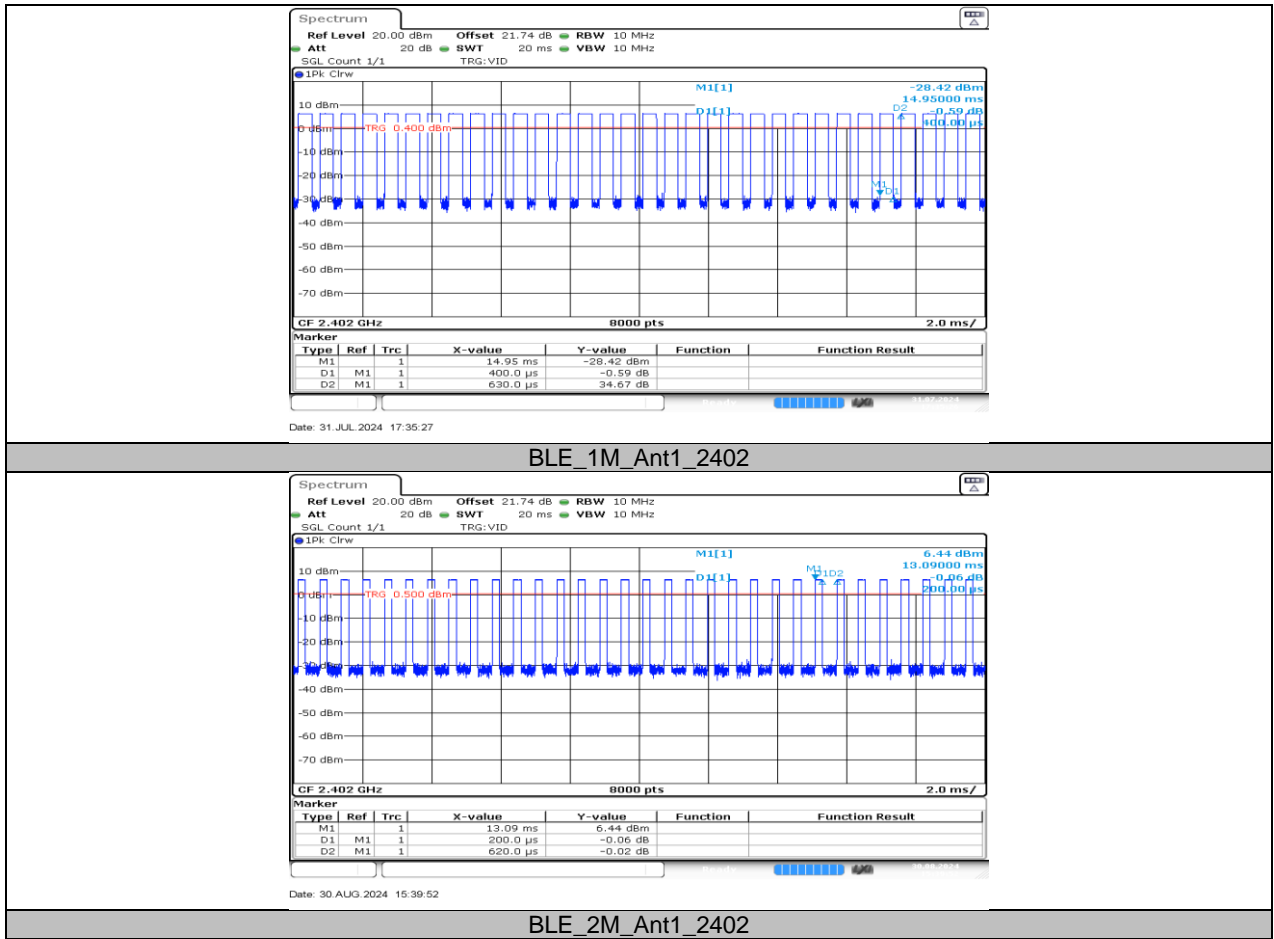 Spectrum
Ref Level 20.00 dBm Offset 21.74 dB RBW 10 MHz
Att 20 dB SWT 20 ms VBW 10 MHz
SGL Count 1/1 TRG:VID
1Pk Clrw
M1[1] -28.42 dBm
14.95000 ms
10 dBm D1[1] D2 -0.59 dB
0 dBm TRG 0.400 dBm 400.00 µs
-10 dBm
-20 dBm
M1
-30 dBm D1
-40 dBm
-50 dBm
-60 dBm
-70 dBm
CF 2.402 GHz 8000 pts 2.0 ms/
Marker
Type Ref Trc X-value Y-value Function Function Result
M1 1 14.95 ms -28.42 dBm
D1 M1 1 400.0 µs -0.59 dB
D2 M1 1 630.0 µs 34.67 dB
Date: 31.JUL.2024 17:35:27
BLE_1M_Ant1_2402
Spectrum
Ref Level 20.00 dBm Offset 21.74 dB RBW 10 MHz
Att 20 dB SWT 20 ms VBW 10 MHz
SGL Count 1/1 TRG:VID
1Pk Clrw
M1[1] 6.44 dBm
13.09000 ms
10 dBm D1[1] M1 D1 D2 -0.06 dB
0 dBm TRG 0.500 dBm 200.00 µs
-10 dBm
-20 dBm
-30 dBm
-40 dBm
-50 dBm
-60 dBm
-70 dBm
CF 2.402 GHz 8000 pts 2.0 ms/
Marker
Type Ref Trc X-value Y-value Function Function Result
M1 1 13.09 ms 6.44 dBm
D1 M1 1 200.0 µs -0.06 dB
D2 M1 1 620.0 µs -0.02 dB
Date: 30.AUG.2024 15:39:52
BLE_2M_Ant1_2402